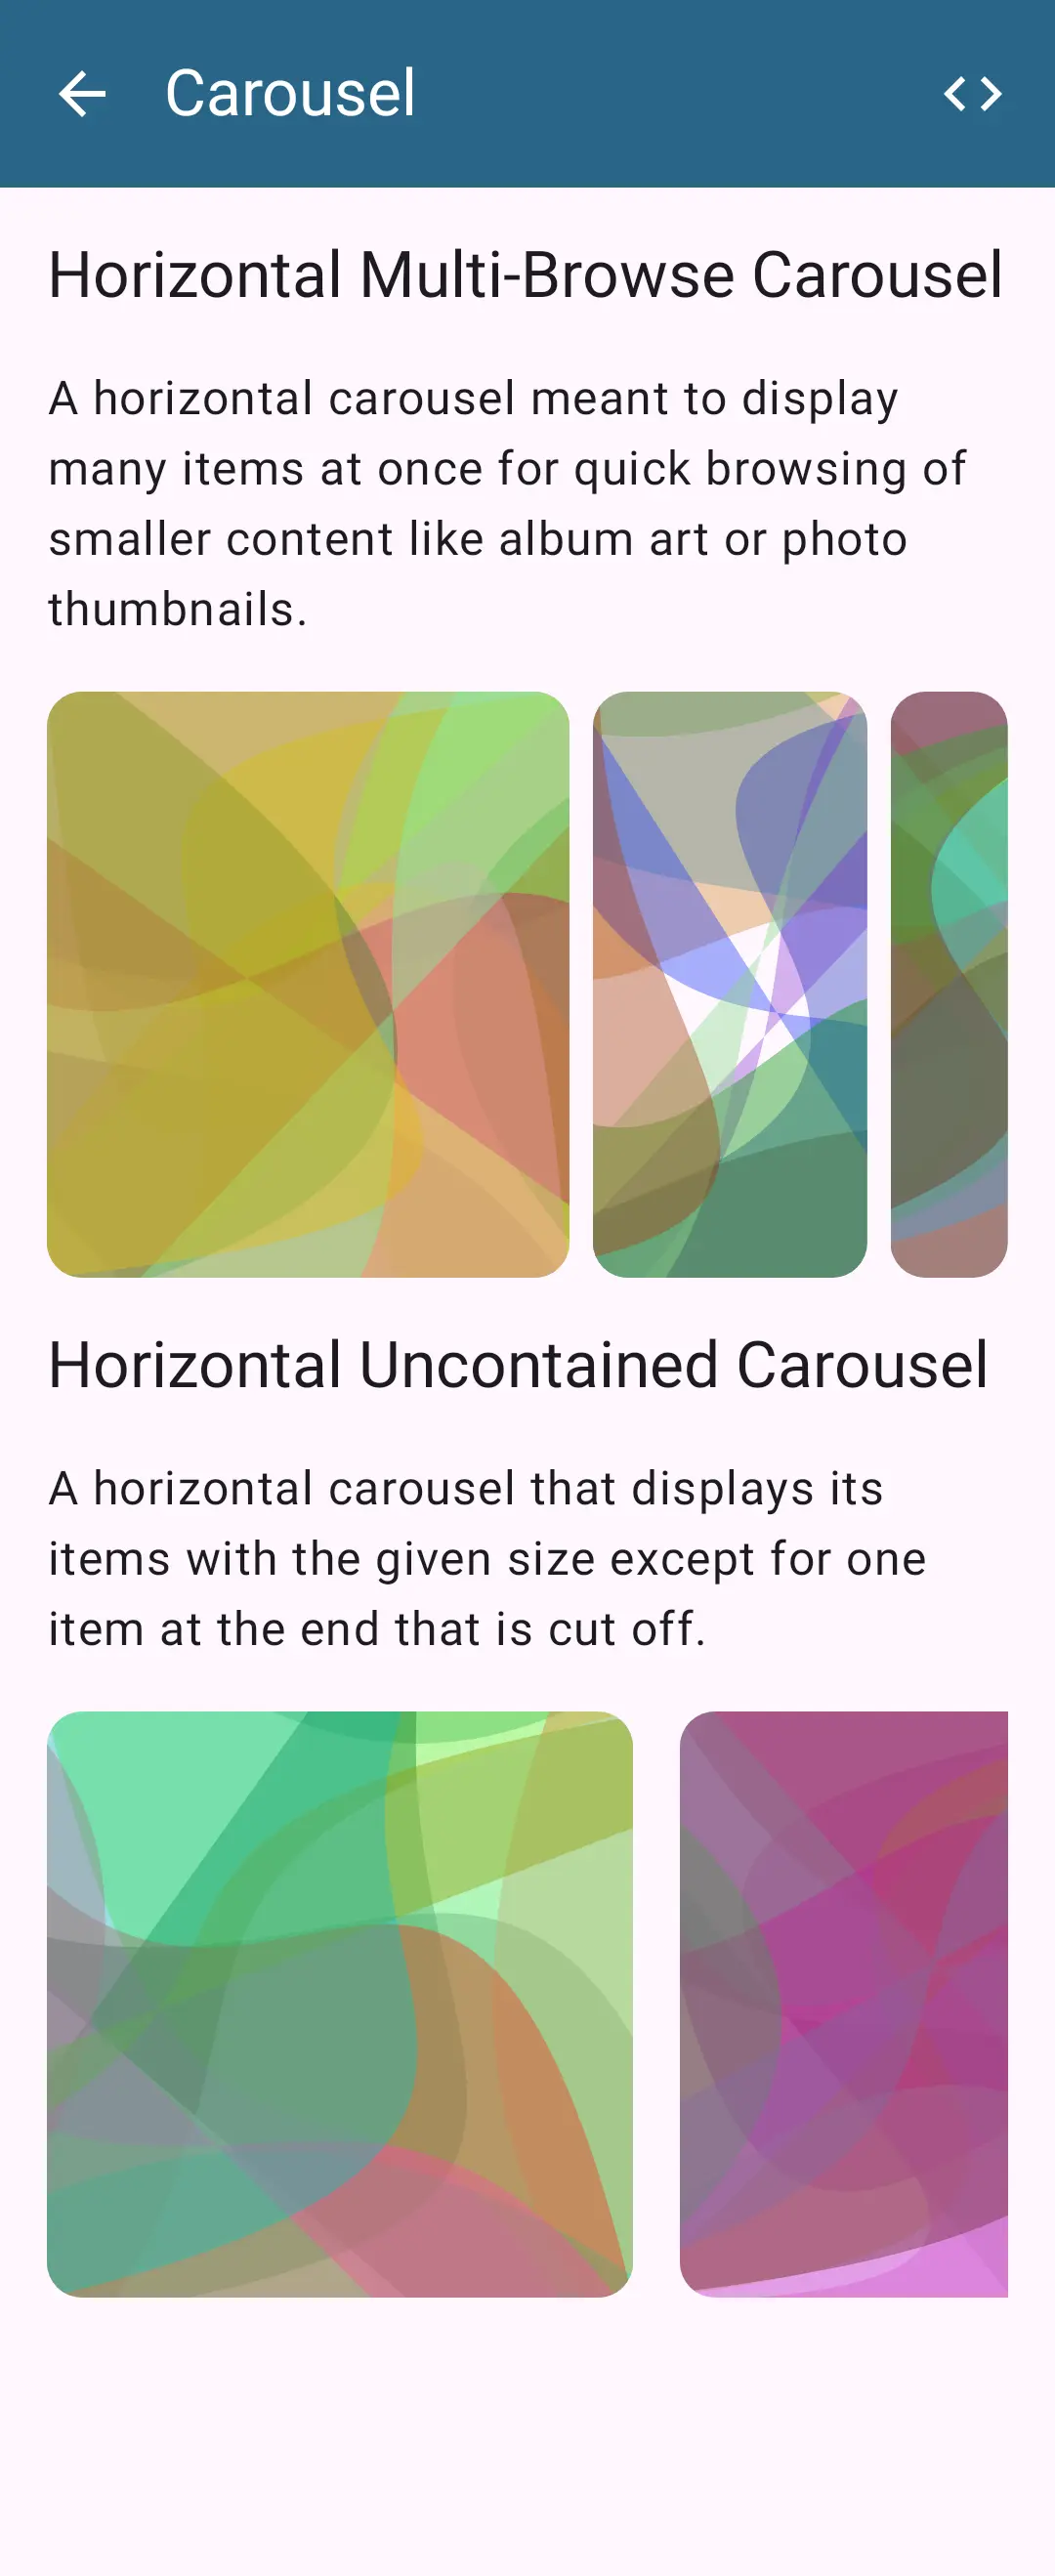 Carousel
Horizontal Multi-Browse Carousel
A horizontal carousel meant to display
many items at once for quick browsing of
smaller content like album art or photo
thumbnails.
Horizontal Uncontained Carousel
A horizontal carousel that displays its
items with the given size except for one
item at the end that is cut off.